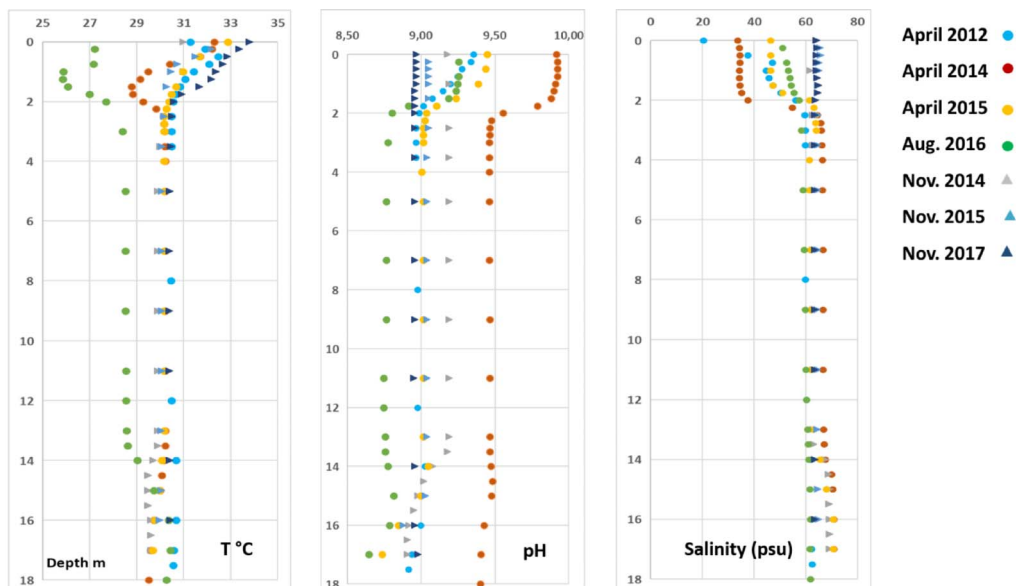 25 27 29 31 33 35
0
2
4
6
8
10
12
14
16
18
Depth m
T °C
8,50 9,00 9,50 10,00
0
2
4
6
8
10
12
14
16
18
pH
0 20 40 60 80
0
2
4
6
8
10
12
14
16
18
Salinity (psu)
April 2012
April 2014
April 2015
Aug. 2016
Nov. 2014
Nov. 2015
Nov. 2017